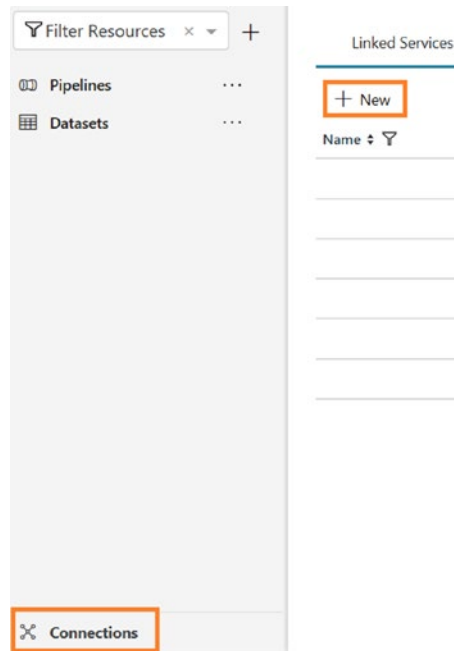 Filter Resources
Pipelines
Datasets
Connections
Linked Services
+ New
Name